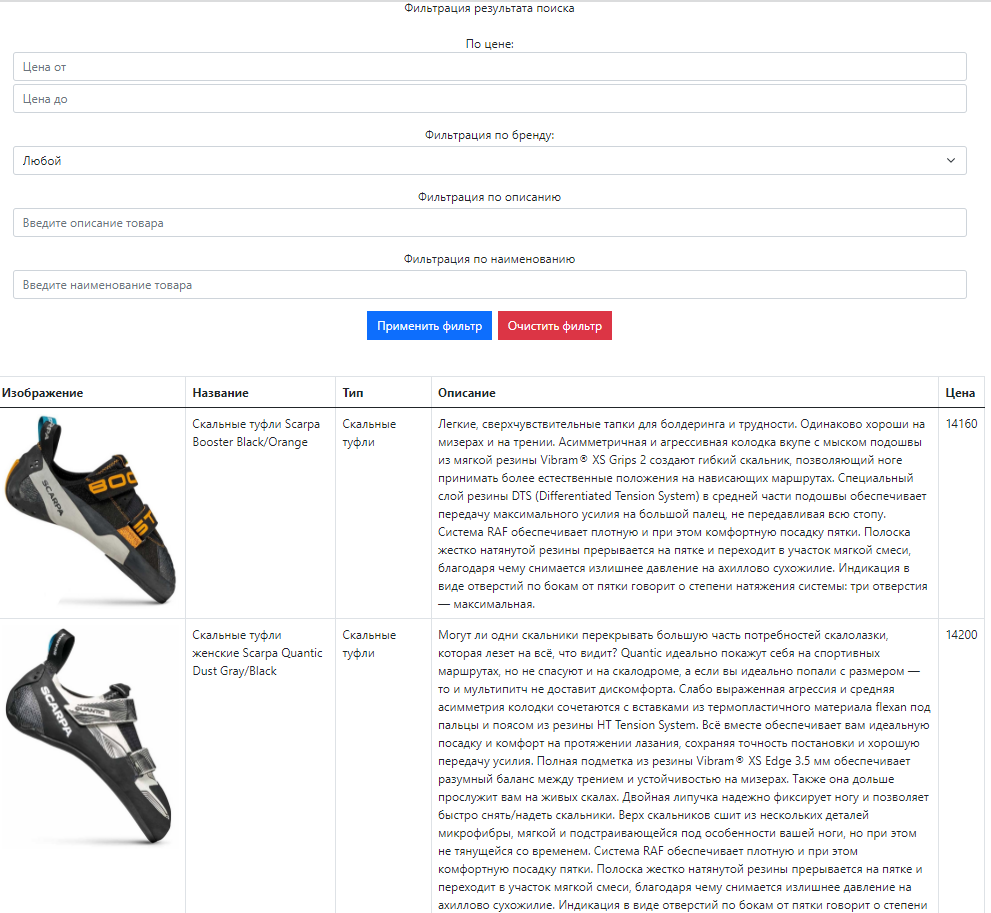 Фильтрация результата поиска
По цене:
Цена от
Цена до
Фильтрация по бренду:
Любой
Фильтрация по описанию
Введите описание товара
Фильтрация по наименованию
Введите наименование товара
Применить фильтр Очистить фильтр
Изображение Название Тип Описание Цена
SCARPA
Скальные туфли Scarpa
Booster Black/Orange
Скальные
туфли
Легкие, сверхчувствительные тапки для болдеринга и трудности. Одинаково хороши на
мизерах и на трении. Асимметричная и агрессивная колодка вкупе с мыском подошвы
из мягкой резины Vibram® XS Grips 2 создают гибкий скальник, позволяющий ноге
принимать более естественные положения на нависающих маршрутах. Специальный
слой резины DTS (Differentiated Tension System) в средней части подошвы обеспечивает
передачу максимального усилия на большой палец, не передавливая всю стопу.
Система RAF обеспечивает плотную и при этом комфортную посадку пятки. Полоска
жестко натянутой резины прерывается на пятке и переходит в участок мягкой смеси,
благодаря чему снимается излишнее давление на ахиллово сухожилие. Индикация в
виде отверстий по бокам от пятки говорит о степени натяжения системы: три отверстия
— максимальная.
14160
SCARPA
QUANTIC
Скальные туфли
женские Scarpa Quantic
Dust Gray/Black
Скальные
туфли
Могут ли одни скальники перекрывать большую часть потребностей скалолазки,
которая лезет на всё, что видит? Quantic идеально покажут себя на спортивных
маршрутах, но не спасуют и на скалодроме, а если вы идеально попали с размером —
то и мультипитч не доставит дискомфорта. Слабо выраженная агрессия и средняя
асимметрия колодки сочетаются с вставками из термопластичного материала flexan под
пальцы и поясом из резины HT Tension System. Всё вместе обеспечивает вам идеальную
посадку и комфорт на протяжении лазания, сохраняя точность постановки и хорошую
передачу усилия. Полная подметка из резины Vibram® XS Edge 3.5 мм обеспечивает
разумный баланс между трением и устойчивостью на мизерах. Также она дольше
прослужит вам на живых скалах. Двойная липучка надежно фиксирует ногу и позволяет
быстро снять/надеть скальники. Верх скальников сшит из нескольких деталей
микрофибры, мягкой и подстраивающейся под особенности вашей ноги, но при этом
не тянущейся со временем. Система RAF обеспечивает плотную и при этом
комфортную посадку пятки. Полоска жестко натянутой резины прерывается на пятке и
переходит в участок мягкой смеси, благодаря чему снимается излишнее давление на
ахиллово сухожилие. Индикация в виде отверстий по бокам от пятки говорит о степени
14200